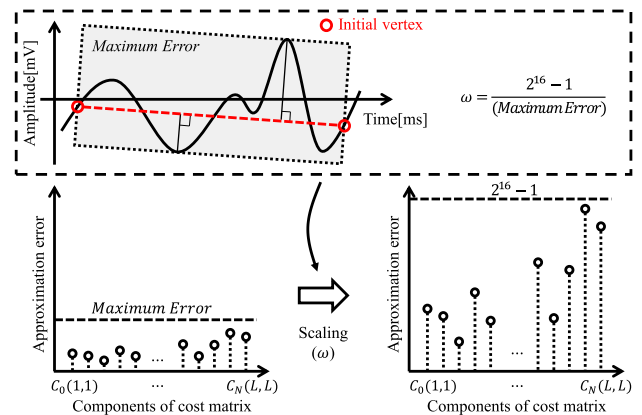 Initial vertex
Maximum Error
Amplitude[mV]
Time[ms]
ω = (2^16 − 1) / (Maximum Error)
Approximation error
Maximum Error
C_0(1,1)
...
...
C_N(L, L)
Components of cost matrix
Scaling
(ω)
Approximation error
2^16 − 1
C_0(1,1)
...
...
C_N(L, L)
Components of cost matrix